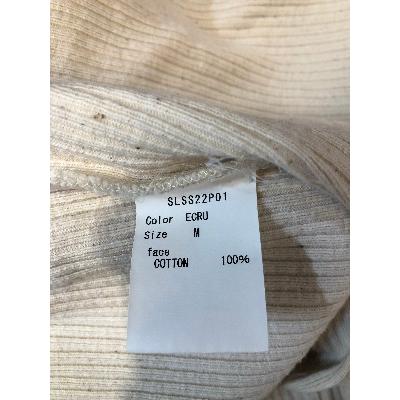 SLSS22P01
Color ECRU
Size M
face
COTTON 100%